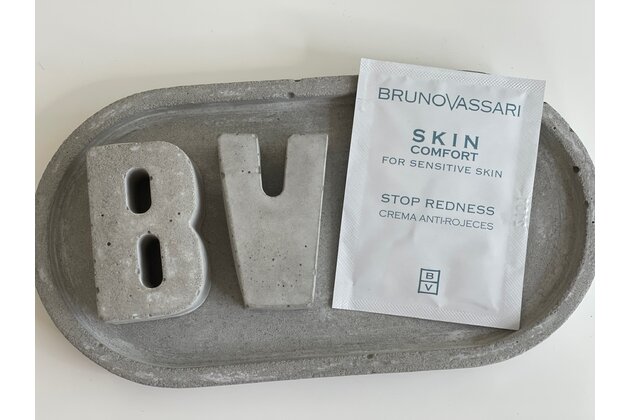 BV
BRUNOVASSARI
SKIN
COMFORT
FOR SENSITIVE SKIN
STOP REDNESS
CREMA ANTI-ROJECES
B
V